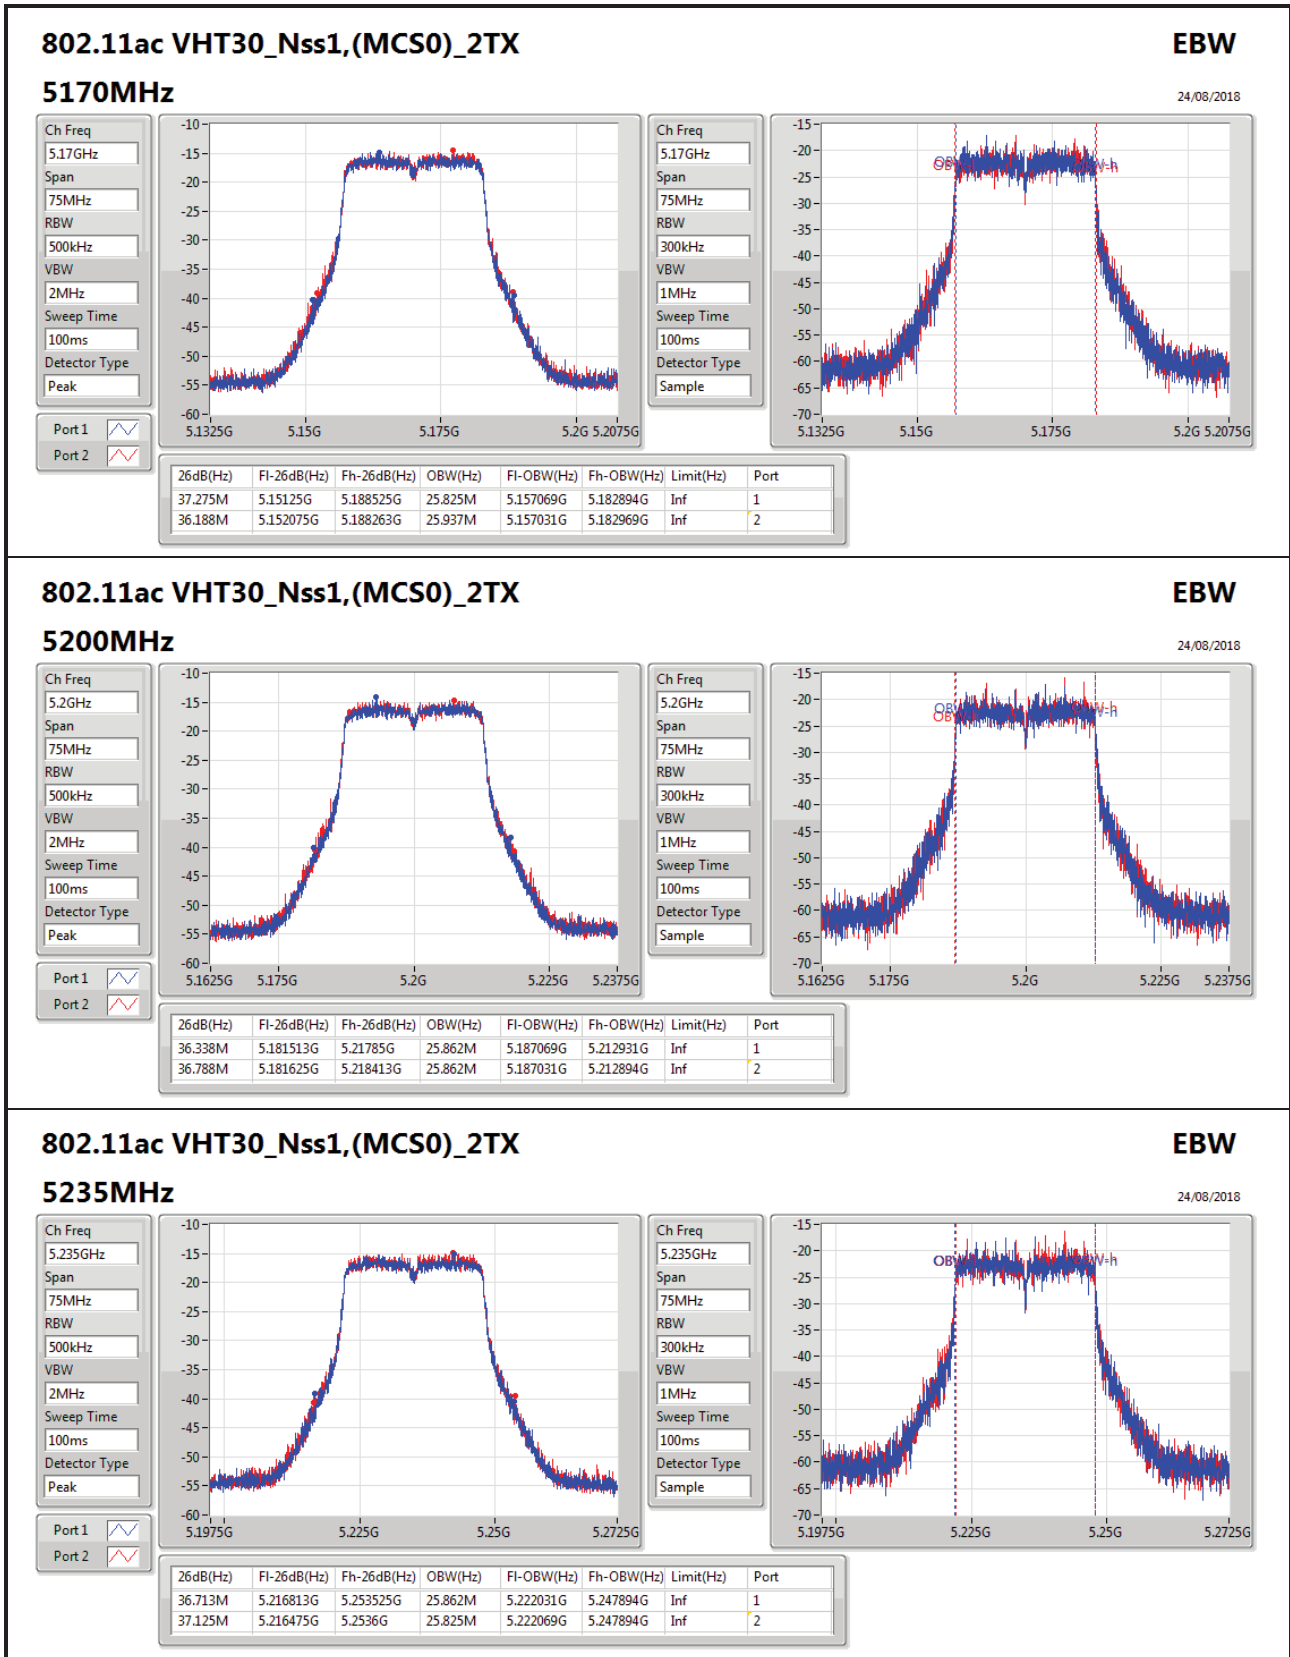 802.11ac VHT30_Nss1,(MCS0)_2TX EBW
5170MHz 24/08/2018
Ch Freq
5.17GHz
Span
75MHz
RBW
500kHz
VBW
2MHz
Sweep Time
100ms
Detector Type
Peak
Port 1
Port 2
-10
-15
-20
-25
-30
-35
-40
-45
-50
-55
-60
5.1325G 5.15G 5.175G 5.2G 5.2075G
Ch Freq
5.17GHz
Span
75MHz
RBW
300kHz
VBW
1MHz
Sweep Time
100ms
Detector Type
Sample
-15
-20
-25
-30
-35
-40
-45
-50
-55
-60
-65
-70
5.1325G 5.15G 5.175G 5.2G 5.2075G
26dB(Hz) Fl-26dB(Hz) Fh-26dB(Hz) OBW(Hz) Fl-OBW(Hz) Fh-OBW(Hz) Limit(Hz) Port
37.275M 5.15125G 5.188525G 25.825M 5.157069G 5.182894G Inf 1
36.188M 5.152075G 5.188263G 25.937M 5.157031G 5.182969G Inf 2
802.11ac VHT30_Nss1,(MCS0)_2TX EBW
5200MHz 24/08/2018
Ch Freq
5.2GHz
Span
75MHz
RBW
500kHz
VBW
2MHz
Sweep Time
100ms
Detector Type
Peak
Port 1
Port 2
-10
-15
-20
-25
-30
-35
-40
-45
-50
-55
-60
5.1625G 5.175G 5.2G 5.225G 5.2375G
Ch Freq
5.2GHz
Span
75MHz
RBW
300kHz
VBW
1MHz
Sweep Time
100ms
Detector Type
Sample
-15
-20
-25
-30
-35
-40
-45
-50
-55
-60
-65
-70
5.1625G 5.175G 5.2G 5.225G 5.2375G
26dB(Hz) Fl-26dB(Hz) Fh-26dB(Hz) OBW(Hz) Fl-OBW(Hz) Fh-OBW(Hz) Limit(Hz) Port
36.338M 5.181513G 5.21785G 25.862M 5.187069G 5.212931G Inf 1
36.788M 5.181625G 5.218413G 25.862M 5.187031G 5.212894G Inf 2
802.11ac VHT30_Nss1,(MCS0)_2TX EBW
5235MHz 24/08/2018
Ch Freq
5.235GHz
Span
75MHz
RBW
500kHz
VBW
2MHz
Sweep Time
100ms
Detector Type
Peak
Port 1
Port 2
-10
-15
-20
-25
-30
-35
-40
-45
-50
-55
-60
5.1975G 5.225G 5.25G 5.2725G
Ch Freq
5.235GHz
Span
75MHz
RBW
300kHz
VBW
1MHz
Sweep Time
100ms
Detector Type
Sample
-15
-20
-25
-30
-35
-40
-45
-50
-55
-60
-65
-70
5.1975G 5.225G 5.25G 5.2725G
26dB(Hz) Fl-26dB(Hz) Fh-26dB(Hz) OBW(Hz) Fl-OBW(Hz) Fh-OBW(Hz) Limit(Hz) Port
36.713M 5.216813G 5.253525G 25.862M 5.222031G 5.247894G Inf 1
37.125M 5.216475G 5.2536G 25.825M 5.222069G 5.247894G Inf 2